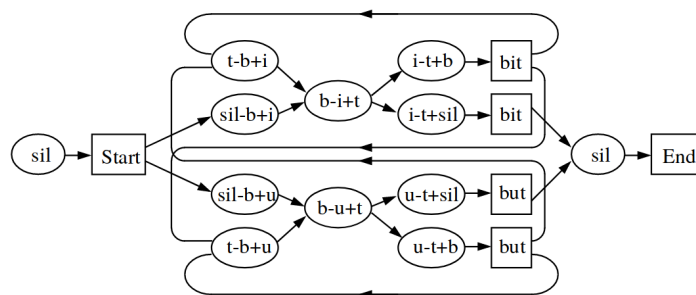 t-b+i
i-t+b
bit
b-i+t
sil-b+i
i-t+sil
bit
sil
Start
sil
End
sil-b+u
b-u+t
u-t+sil
but
t-b+u
u-t+b
but